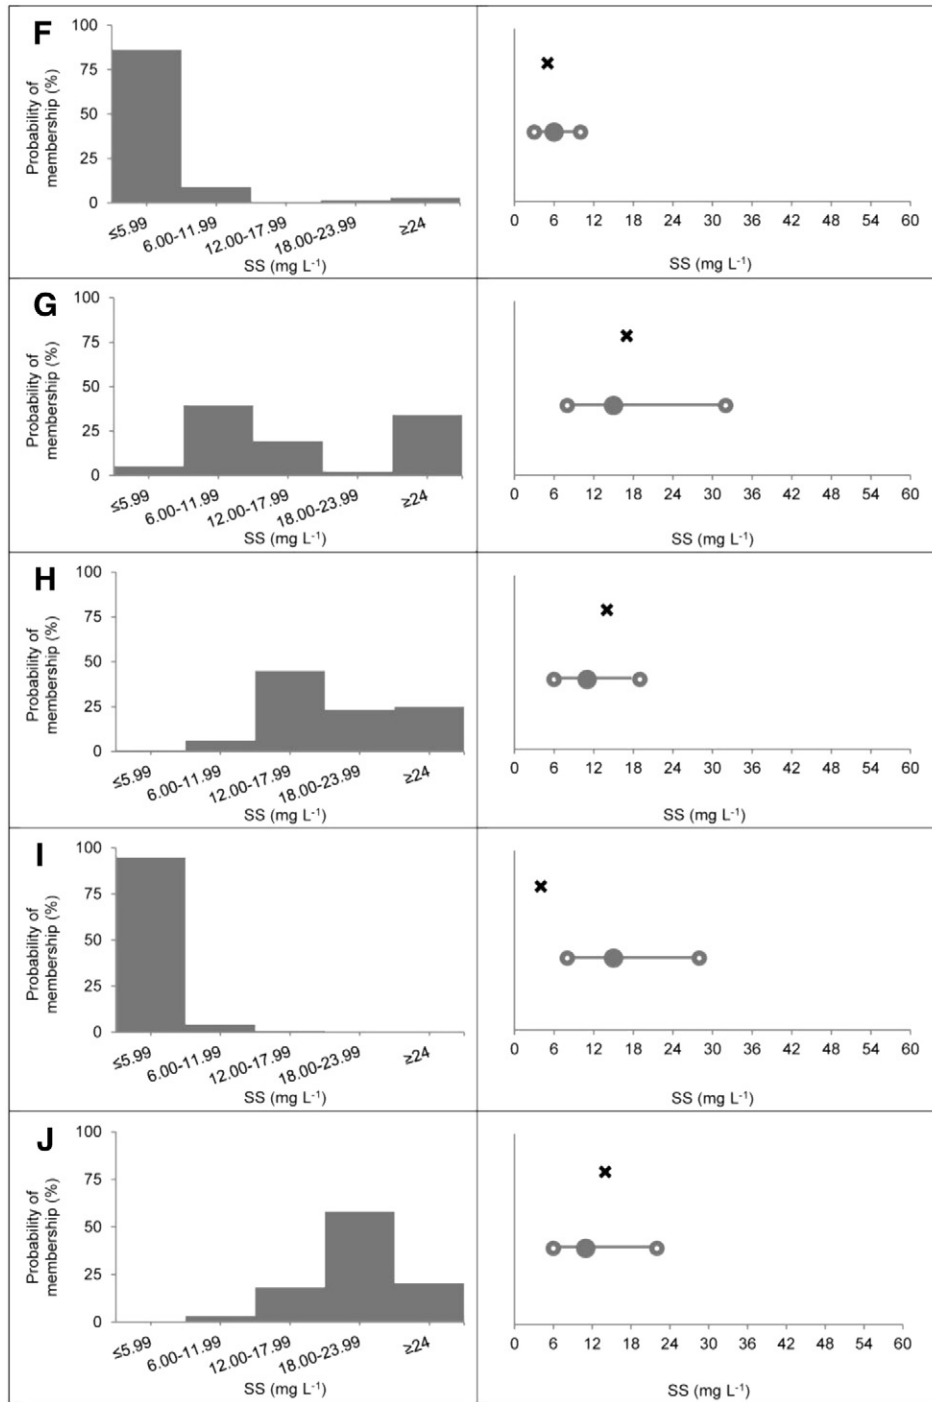 F
Probability of
membership (%)
100
75
50
25
0
≤5.99
6.00-11.99
12.00-17.99
18.00-23.99
≥24
SS (mg L⁻¹)
0 6 12 18 24 30 36 42 48 54 60
SS (mg L⁻¹)
G
Probability of
membership (%)
100
75
50
25
0
≤5.99
6.00-11.99
12.00-17.99
18.00-23.99
≥24
SS (mg L⁻¹)
0 6 12 18 24 30 36 42 48 54 60
SS (mg L⁻¹)
H
Probability of
membership (%)
100
75
50
25
0
≤5.99
6.00-11.99
12.00-17.99
18.00-23.99
≥24
SS (mg L⁻¹)
0 6 12 18 24 30 36 42 48 54 60
SS (mg L⁻¹)
I
Probability of
membership (%)
100
75
50
25
0
≤5.99
6.00-11.99
12.00-17.99
18.00-23.99
≥24
SS (mg L⁻¹)
0 6 12 18 24 30 36 42 48 54 60
SS (mg L⁻¹)
J
Probability of
membership (%)
100
75
50
25
0
≤5.99
6.00-11.99
12.00-17.99
18.00-23.99
≥24
SS (mg L⁻¹)
0 6 12 18 24 30 36 42 48 54 60
SS (mg L⁻¹)